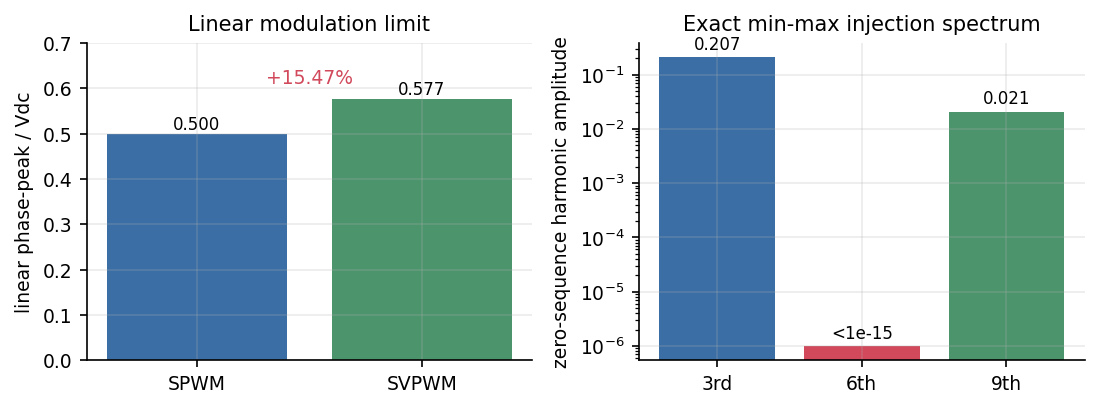 Linear modulation limit
linear phase-peak / Vdc
0.7
0.6
0.5
0.4
0.3
0.2
0.1
0.0
+15.47%
0.500
0.577
SPWM
SVPWM
Exact min-max injection spectrum
zero-sequence harmonic amplitude
10⁻¹
10⁻²
10⁻³
10⁻⁴
10⁻⁵
10⁻⁶
0.207
<1e-15
0.021
3rd
6th
9th